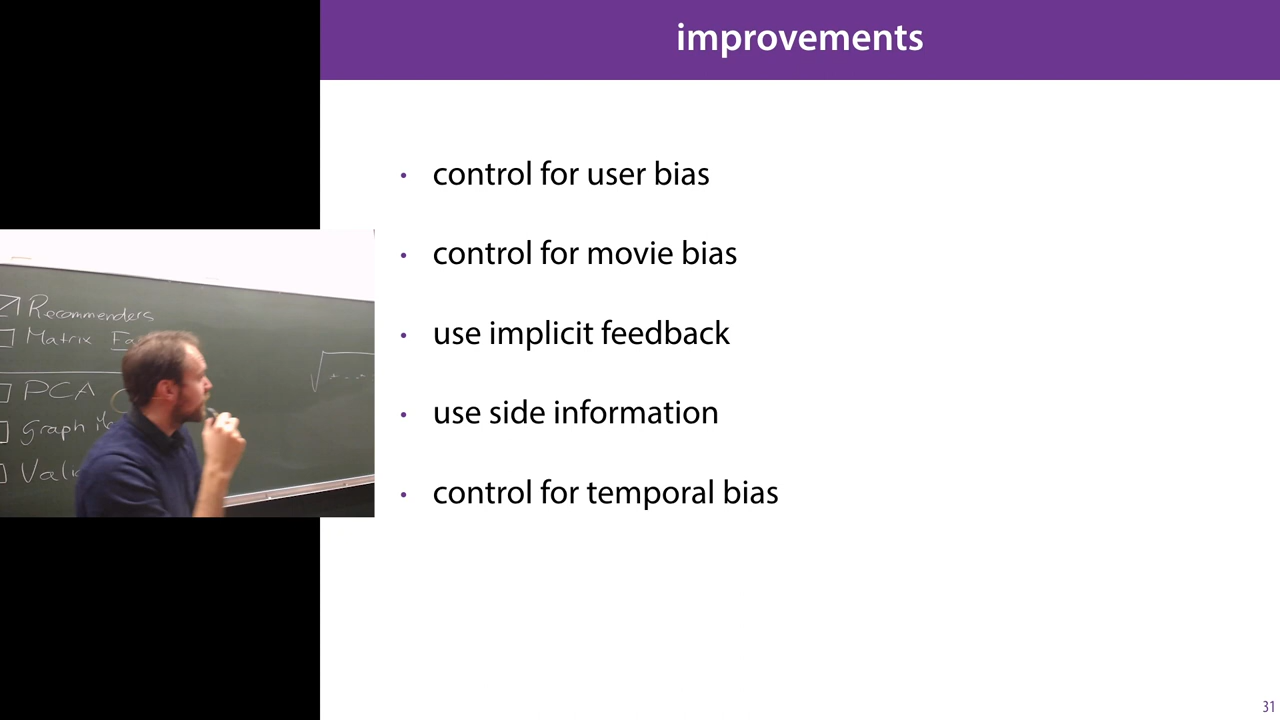 improvements
• control for user bias
• control for movie bias
• use implicit feedback
• use side information
• control for temporal bias
31
Recommenders
Matrix
PCA
Graph